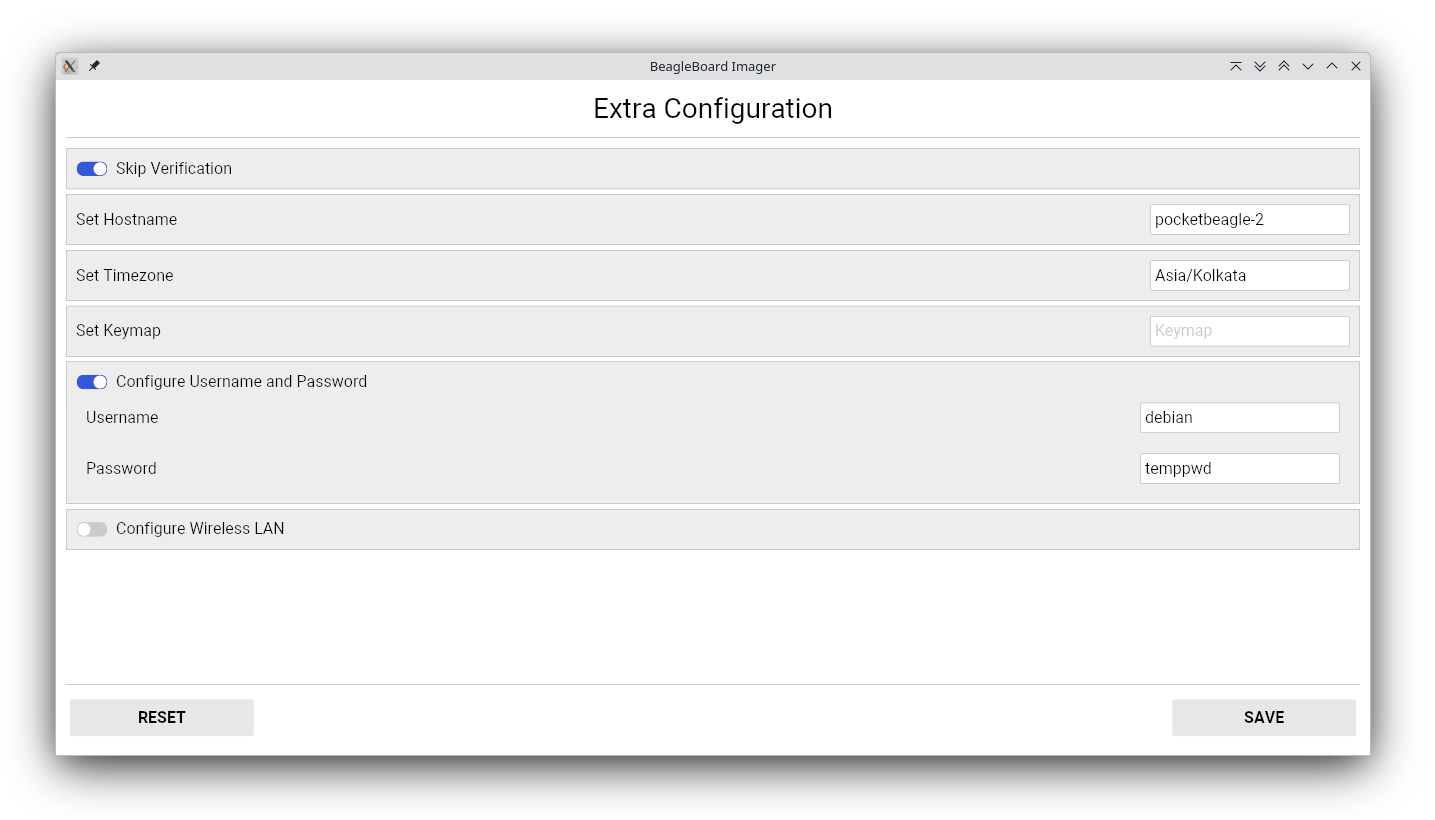 BeagleBoard Imager
Extra Configuration
Skip Verification
Set Hostname pocketbeagle-2
Set Timezone Asia/Kolkata
Set Keymap Keymap
Configure Username and Password
Username debian
Password temppwd
Configure Wireless LAN
RESET SAVE